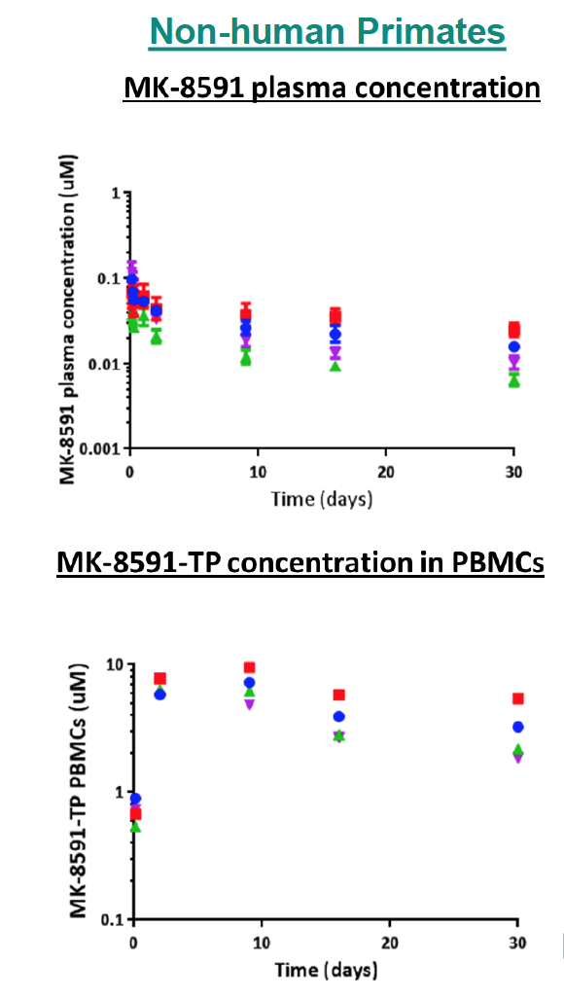 Non-human Primates
MK-8591 plasma concentration
MK-8591 plasma concentration (uM)
1
0.1
0.01
0.001
0
10
20
30
Time (days)
MK-8591-TP concentration in PBMCs
MK-8591-TP PBMCs (uM)
10
1
0.1
0
10
20
30
Time (days)